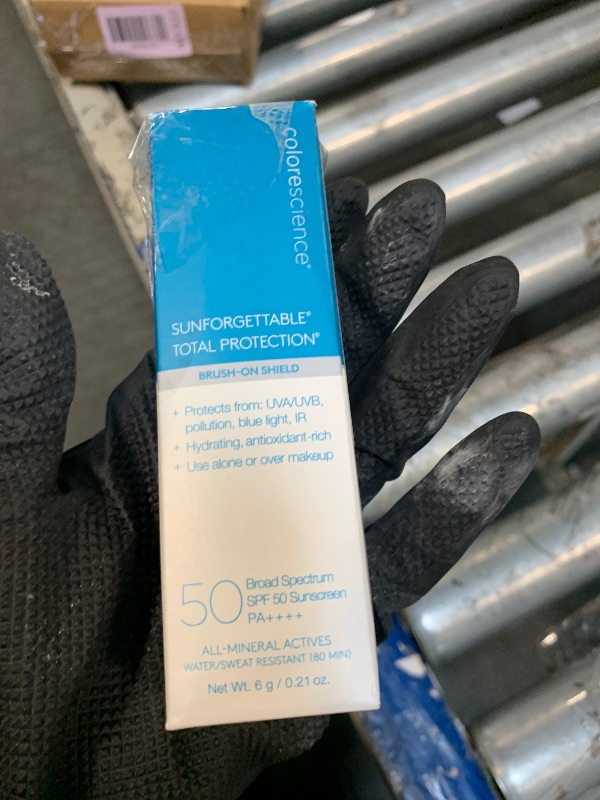 colorescience®
SUNFORGETTABLE®
TOTAL PROTECTION®
BRUSH-ON SHIELD
+ Protects from: UVA/UVB,
pollution, blue light, IR
+ Hydrating, antioxidant-rich
+ Use alone or over makeup
50
Broad Spectrum
SPF 50 Sunscreen
PA++++
ALL-MINERAL ACTIVES
WATER/SWEAT RESISTANT (80 MIN)
Net Wt. 6 g / 0.21 oz.